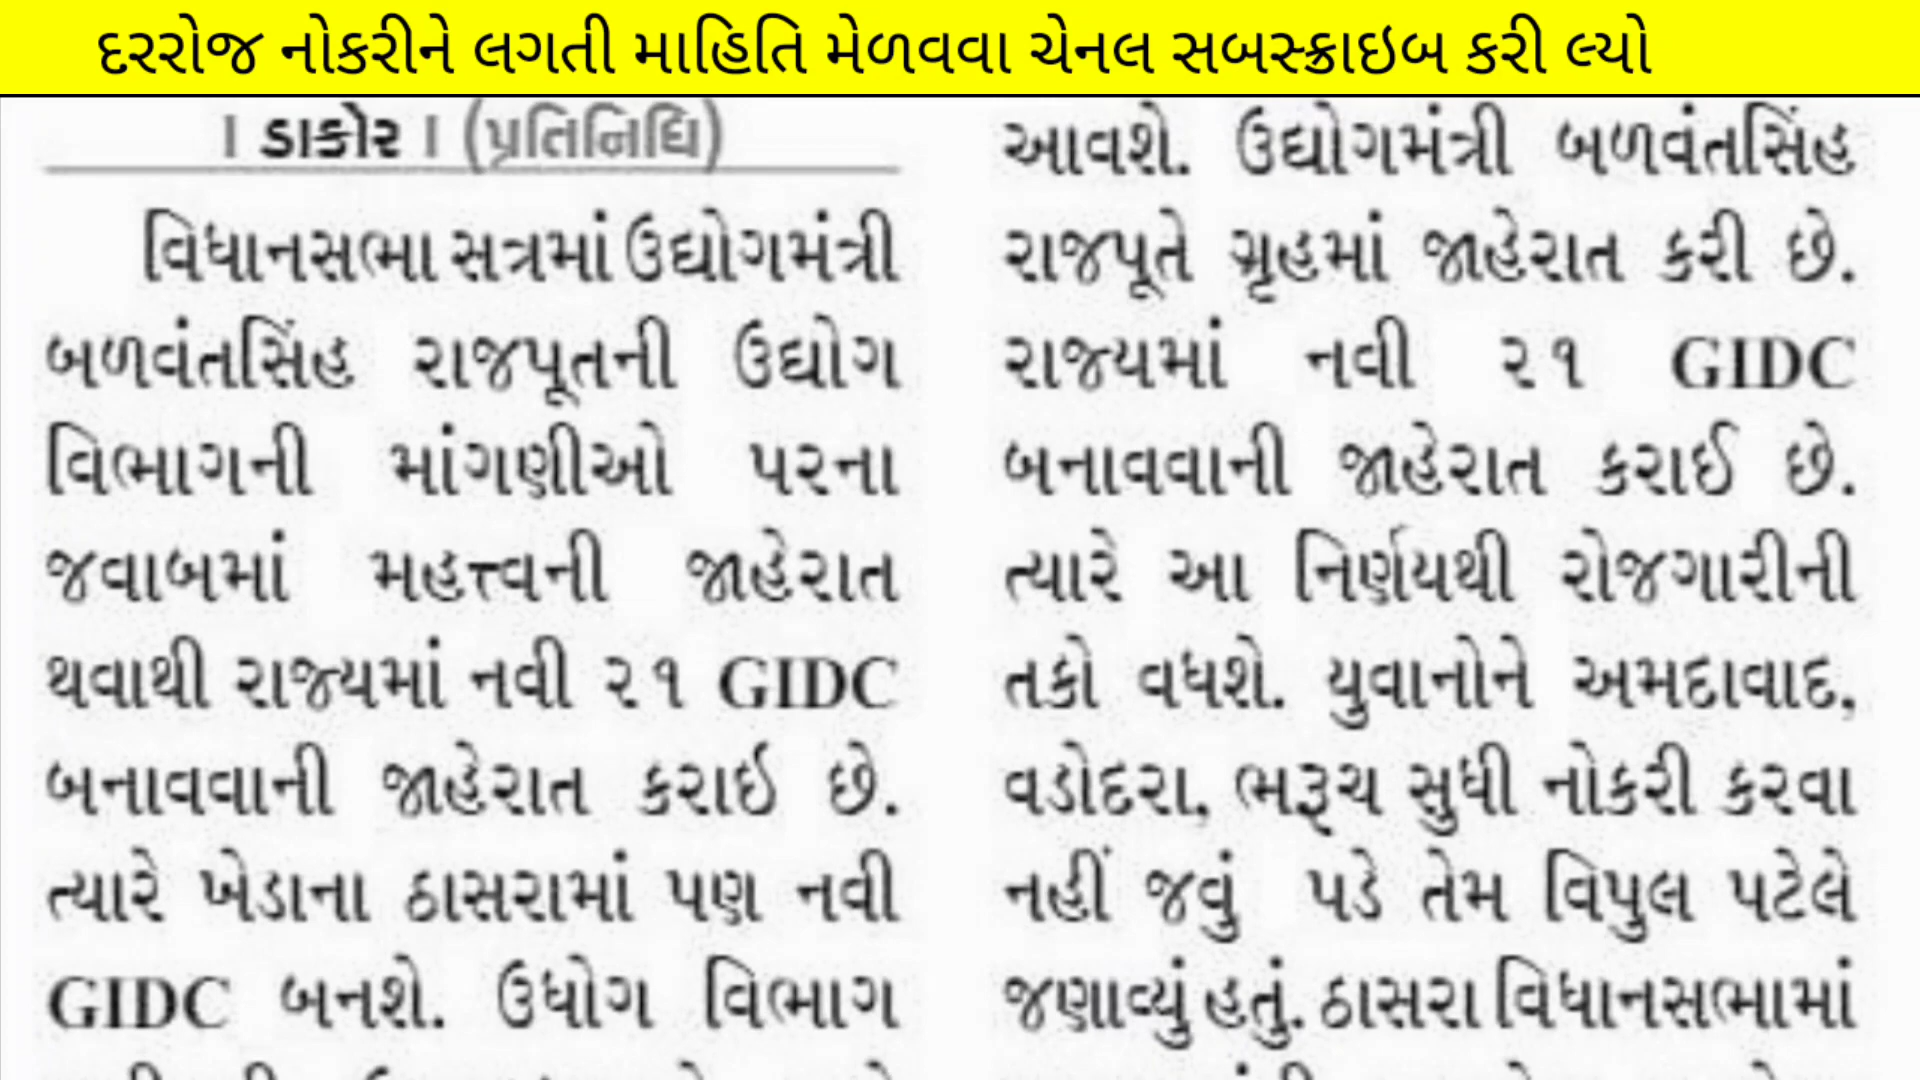 દરરોજ નોકરીને લગતી માહિતિ મેળવવા ચેનલ સબસ્ક્રાઇબ કરી લ્યો
। ડાકોર । (પ્રતિનિધિ)
વિધાનસભા સત્રમાં ઉદ્યોગમંત્રી
બળવંતસિંહ રાજપૂતની ઉદ્યોગ
વિભાગની માંગણીઓ પરના
જવાબમાં મહત્ત્વની જાહેરાત
થવાથી રાજ્યમાં નવી ૨૧ GIDC
બનાવવાની જાહેરાત કરાઈ છે.
ત્યારે ખેડાના ઠાસરામાં પણ નવી
GIDC બનશે. ઉધોગ વિભાગ
આવશે. ઉદ્યોગમંત્રી બળવંતસિંહ
રાજપૂતે ગૃહમાં જાહેરાત કરી છે.
રાજ્યમાં નવી ૨૧ GIDC
બનાવવાની જાહેરાત કરાઈ છે.
ત્યારે આ નિર્ણયથી રોજગારીની
તકો વધશે. યુવાનોને અમદાવાદ,
વડોદરા, ભરૂચ સુધી નોકરી કરવા
નહીં જવું પડે તેમ વિપુલ પટેલે
જણાવ્યું હતું. ઠાસરા વિધાનસભામાં